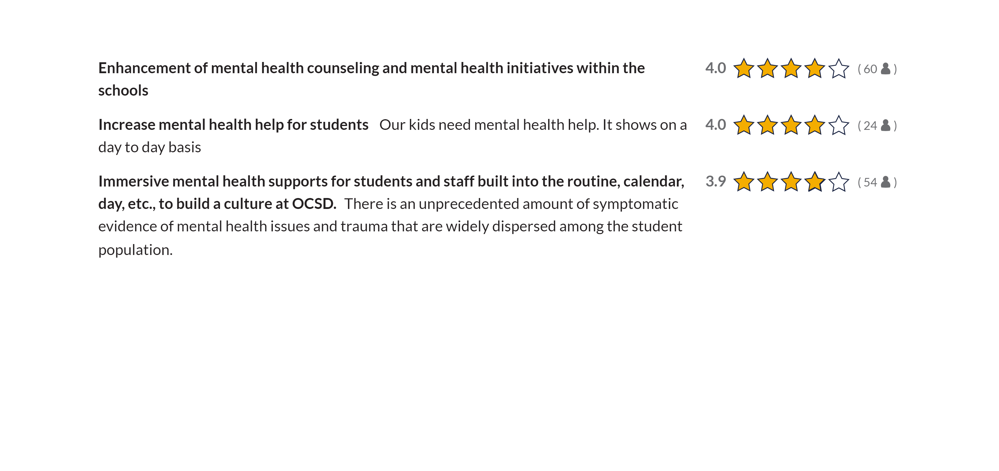 Enhancement of mental health counseling and mental health initiatives within the 4.0 ( 60 )
schools
Increase mental health help for students Our kids need mental health help. It shows on a 4.0 ( 24 )
day to day basis
Immersive mental health supports for students and staff built into the routine, calendar, 3.9 ( 54 )
day, etc., to build a culture at OCSD. There is an unprecedented amount of symptomatic
evidence of mental health issues and trauma that are widely dispersed among the student
population.